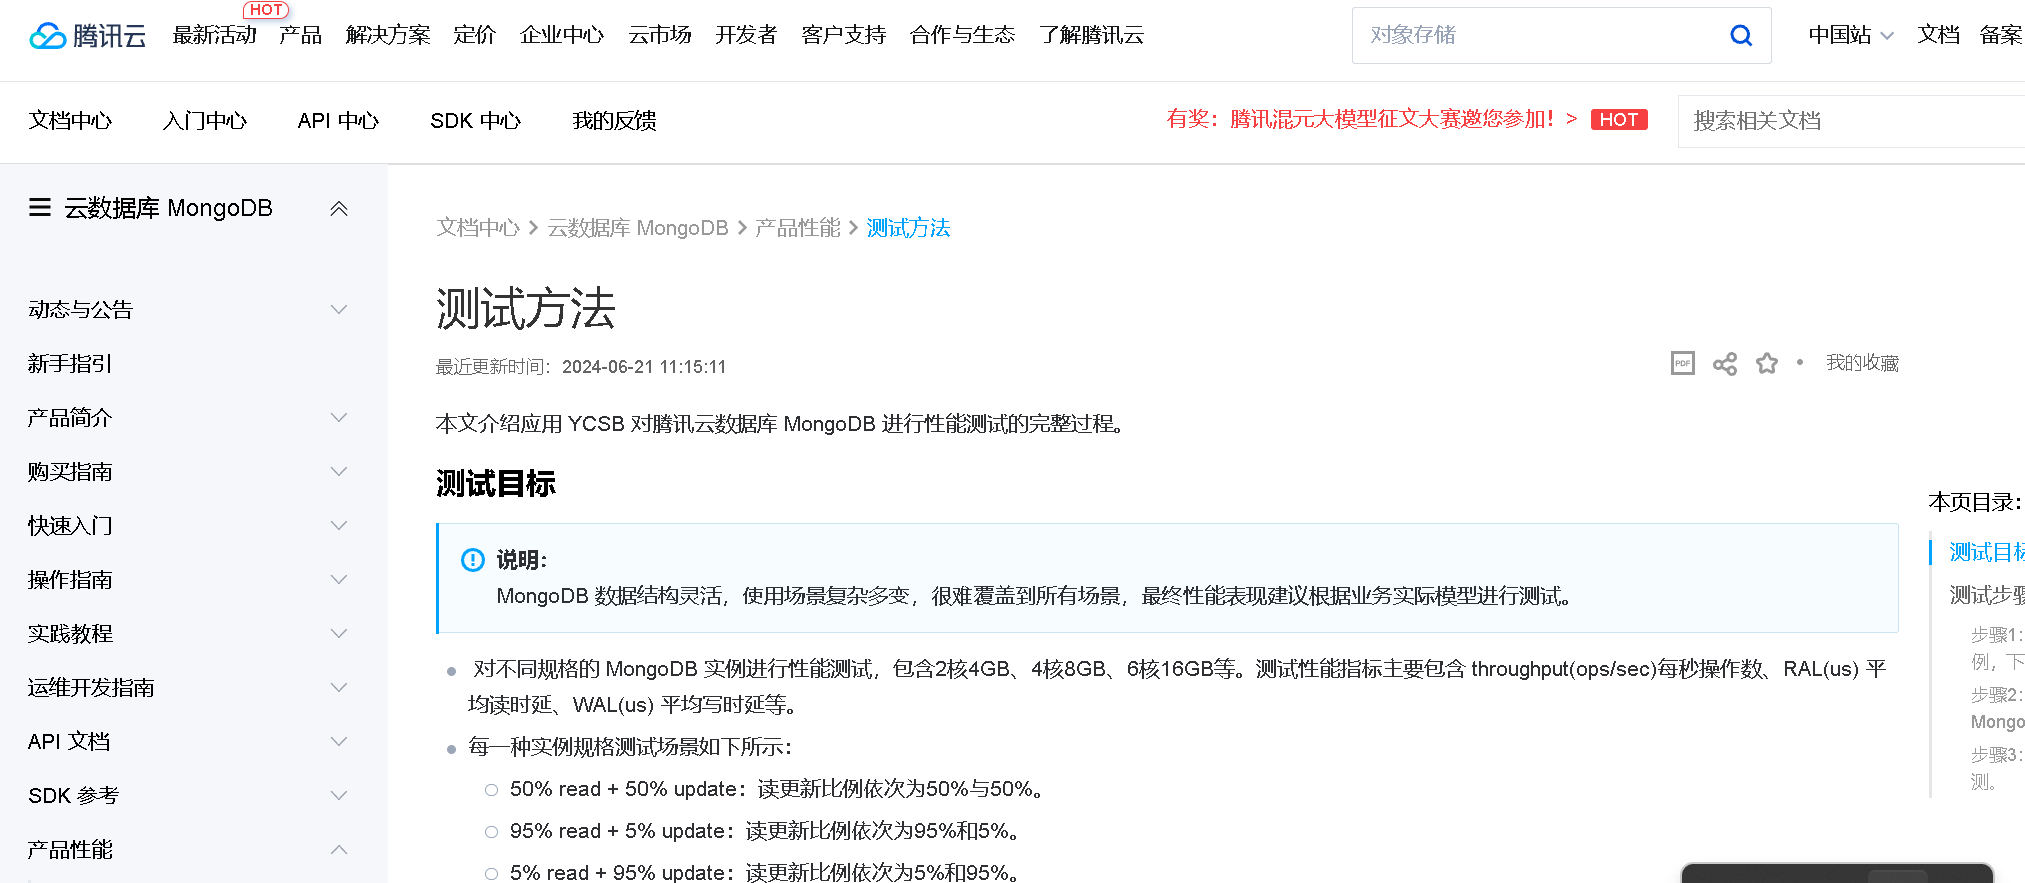 HOT
腾讯云 最新活动 产品 解决方案 定价 企业中心 云市场 开发者 客户支持 合作与生态 了解腾讯云 对象存储 中国站 文档 备案
文档中心 入门中心 API 中心 SDK 中心 我的反馈 有奖：腾讯混元大模型征文大赛邀您参加！> HOT 搜索相关文档
云数据库 MongoDB
动态与公告
新手指引
产品简介
购买指南
快速入门
操作指南
实践教程
运维开发指南
API 文档
SDK 参考
产品性能
文档中心 > 云数据库 MongoDB > 产品性能 > 测试方法
测试方法
最近更新时间：2024-06-21 11:15:11
PDF 我的收藏
本文介绍应用 YCSB 对腾讯云数据库 MongoDB 进行性能测试的完整过程。
测试目标
说明：
MongoDB 数据结构灵活，使用场景复杂多变，很难覆盖到所有场景，最终性能表现建议根据业务实际模型进行测试。
对不同规格的 MongoDB 实例进行性能测试，包含2核4GB、4核8GB、6核16GB等。测试性能指标主要包含 throughput(ops/sec)每秒操作数、RAL(us) 平
均读时延、WAL(us) 平均写时延等。
每一种实例规格测试场景如下所示：
50% read + 50% update：读更新比例依次为50%与50%。
95% read + 5% update：读更新比例依次为95%和5%。
5% read + 95% update：读更新比例依次为5%和95%。
本页目录：
测试目标
测试步骤
步骤1：
例，下
步骤2：
Mongo
步骤3：
测。